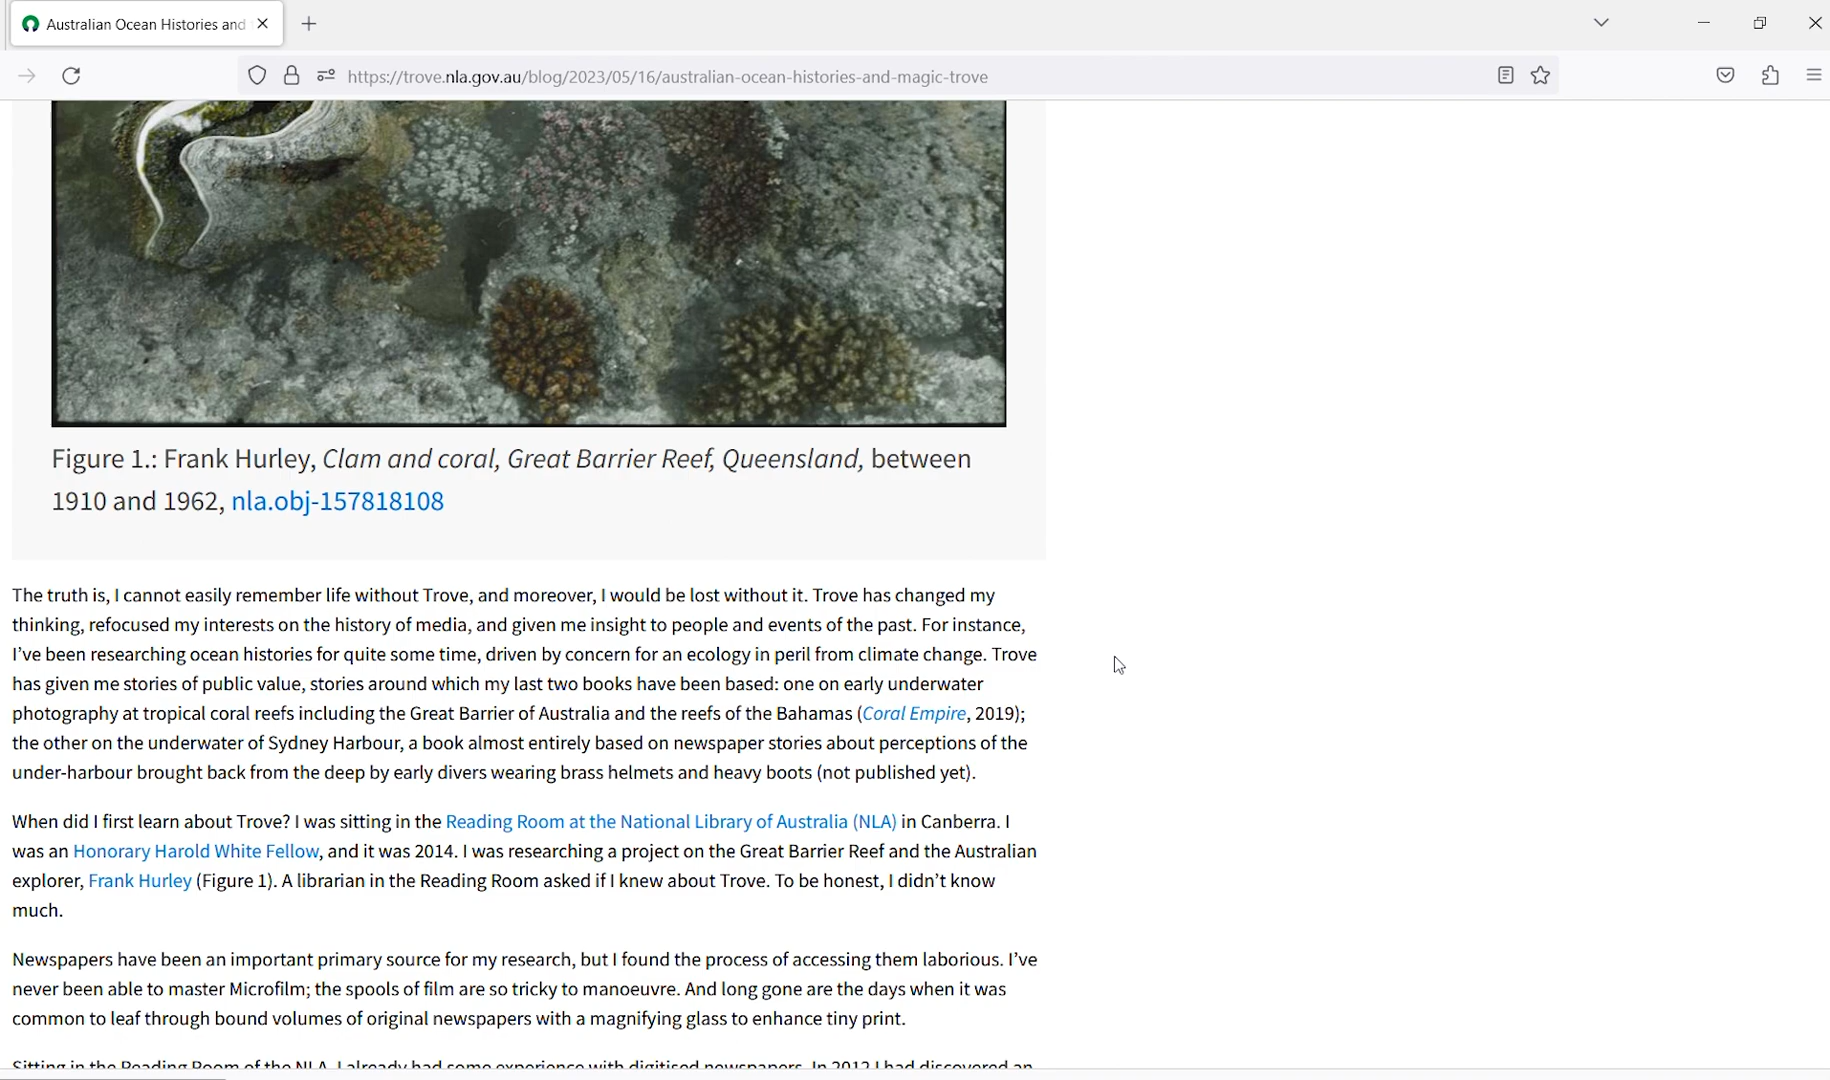 Australian Ocean Histories and
https://trove.nla.gov.au/blog/2023/05/16/australian-ocean-histories-and-magic-trove
Figure 1.: Frank Hurley, Clam and coral, Great Barrier Reef, Queensland, between
1910 and 1962, nla.obj-157818108
The truth is, I cannot easily remember life without Trove, and moreover, I would be lost without it. Trove has changed my
thinking, refocused my interests on the history of media, and given me insight to people and events of the past. For instance,
I've been researching ocean histories for quite some time, driven by concern for an ecology in peril from climate change. Trove
has given me stories of public value, stories around which my last two books have been based: one on early underwater
photography at tropical coral reefs including the Great Barrier of Australia and the reefs of the Bahamas (Coral Empire, 2019);
the other on the underwater of Sydney Harbour, a book almost entirely based on newspaper stories about perceptions of the
under-harbour brought back from the deep by early divers wearing brass helmets and heavy boots (not published yet).
When did I first learn about Trove? I was sitting in the Reading Room at the National Library of Australia (NLA) in Canberra. I
was an Honorary Harold White Fellow, and it was 2014. I was researching a project on the Great Barrier Reef and the Australian
explorer, Frank Hurley (Figure 1). A librarian in the Reading Room asked if I knew about Trove. To be honest, I didn't know
much.
Newspapers have been an important primary source for my research, but I found the process of accessing them laborious. I've
never been able to master Microfilm; the spools of film are so tricky to manoeuvre. And long gone are the days when it was
common to leaf through bound volumes of original newspapers with a magnifying glass to enhance tiny print.
Sitting in the Reading Room of the NLA, I already had some experience with digitised newspapers. In 2012 I had discovered an